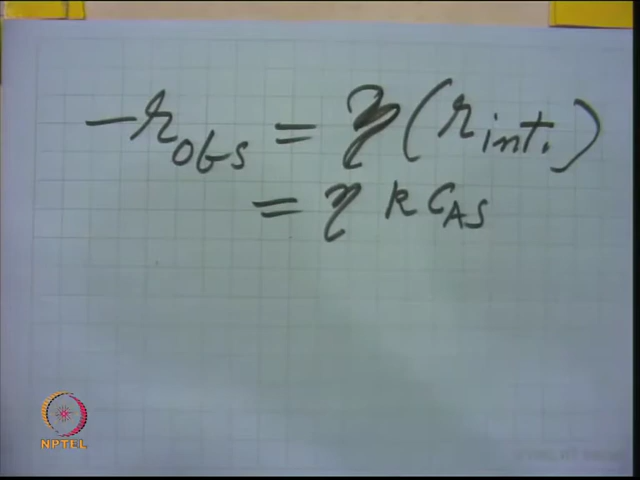 -r_obs = η (r_int.)
= η k C_AS
NPTEL